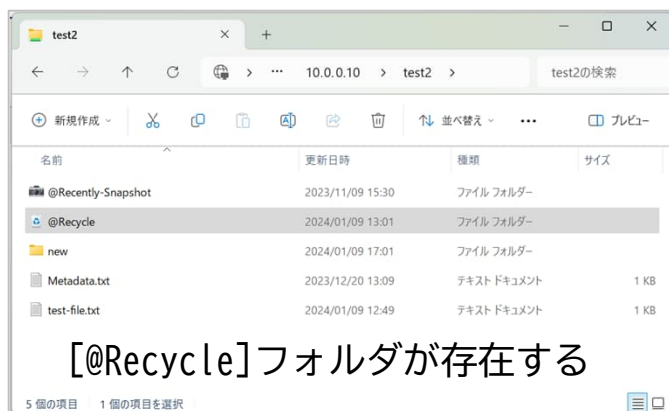 test2
10.0.0.10 > test2 >
test2の検索
新規作成
並べ替え
プレビュー
名前 更新日時 種類 サイズ
@Recently-Snapshot 2023/11/09 15:30 ファイル フォルダー
@Recycle 2024/01/09 13:01 ファイル フォルダー
new 2024/01/09 17:01 ファイル フォルダー
Metadata.txt 2023/12/20 13:09 テキスト ドキュメント 1 KB
test-file.txt 2024/01/09 12:49 テキスト ドキュメント 1 KB
[@Recycle]フォルダが存在する
5 個の項目 1 個の項目を選択